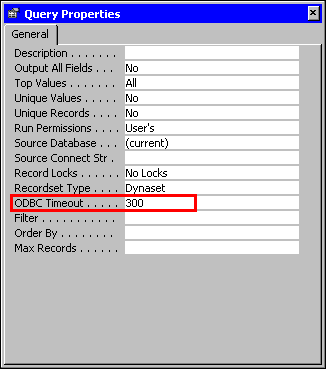 Query Properties
General
Description . . . . . . . .
Output All Fields . . . No
Top Values . . . . . . . All
Unique Values . . . . No
Unique Records . . . . No
Run Permissions . . . . User's
Source Database . . . (current)
Source Connect Str .
Record Locks . . . . . . No Locks
Recordset Type . . . . Dynaset
ODBC Timeout . . . . . 300
Filter . . . . . . . . . . .
Order By . . . . . . . .
Max Records . . . . . .